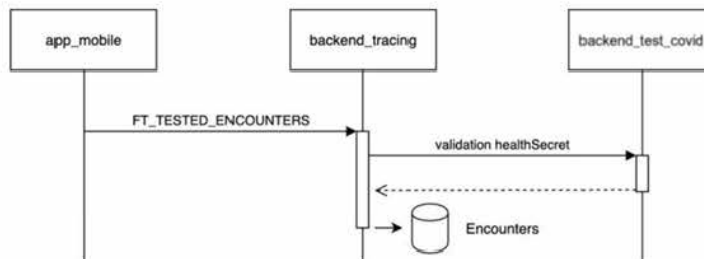 app_mobile
backend_tracing
backend_test_covid
FT_TESTED_ENCOUNTERS
validation healthSecret
Encounters